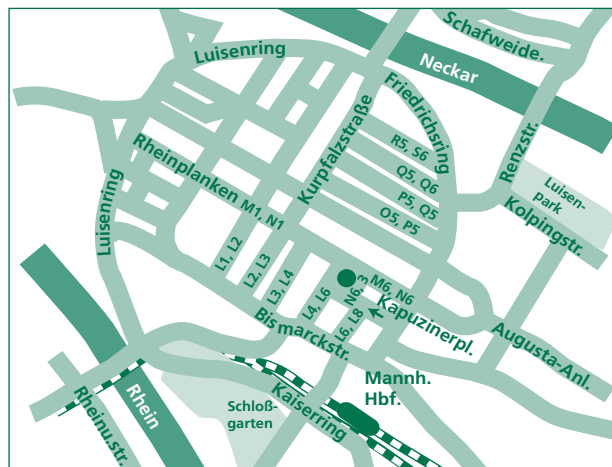 Schafweide.
Luisenring
Neckar
Friedrichsring
Renzstr.
Luisen-
park
Kolpingstr.
R5, S6
Q5, Q6
P5, Q5
O5, P5
Kurpfalzstraße
Rheinplanken M1, N1
Luisenring
L1, L2
L2, L3
L3, L4
L4, L6
N6, 3
L6, L8
M6, N6
Kapuzinerpl.
Augusta-Anl.
Bismarckstr.
Mannh.
Hbf.
Kaiserring
Schloß-
garten
Rhein
Rheinu.str.